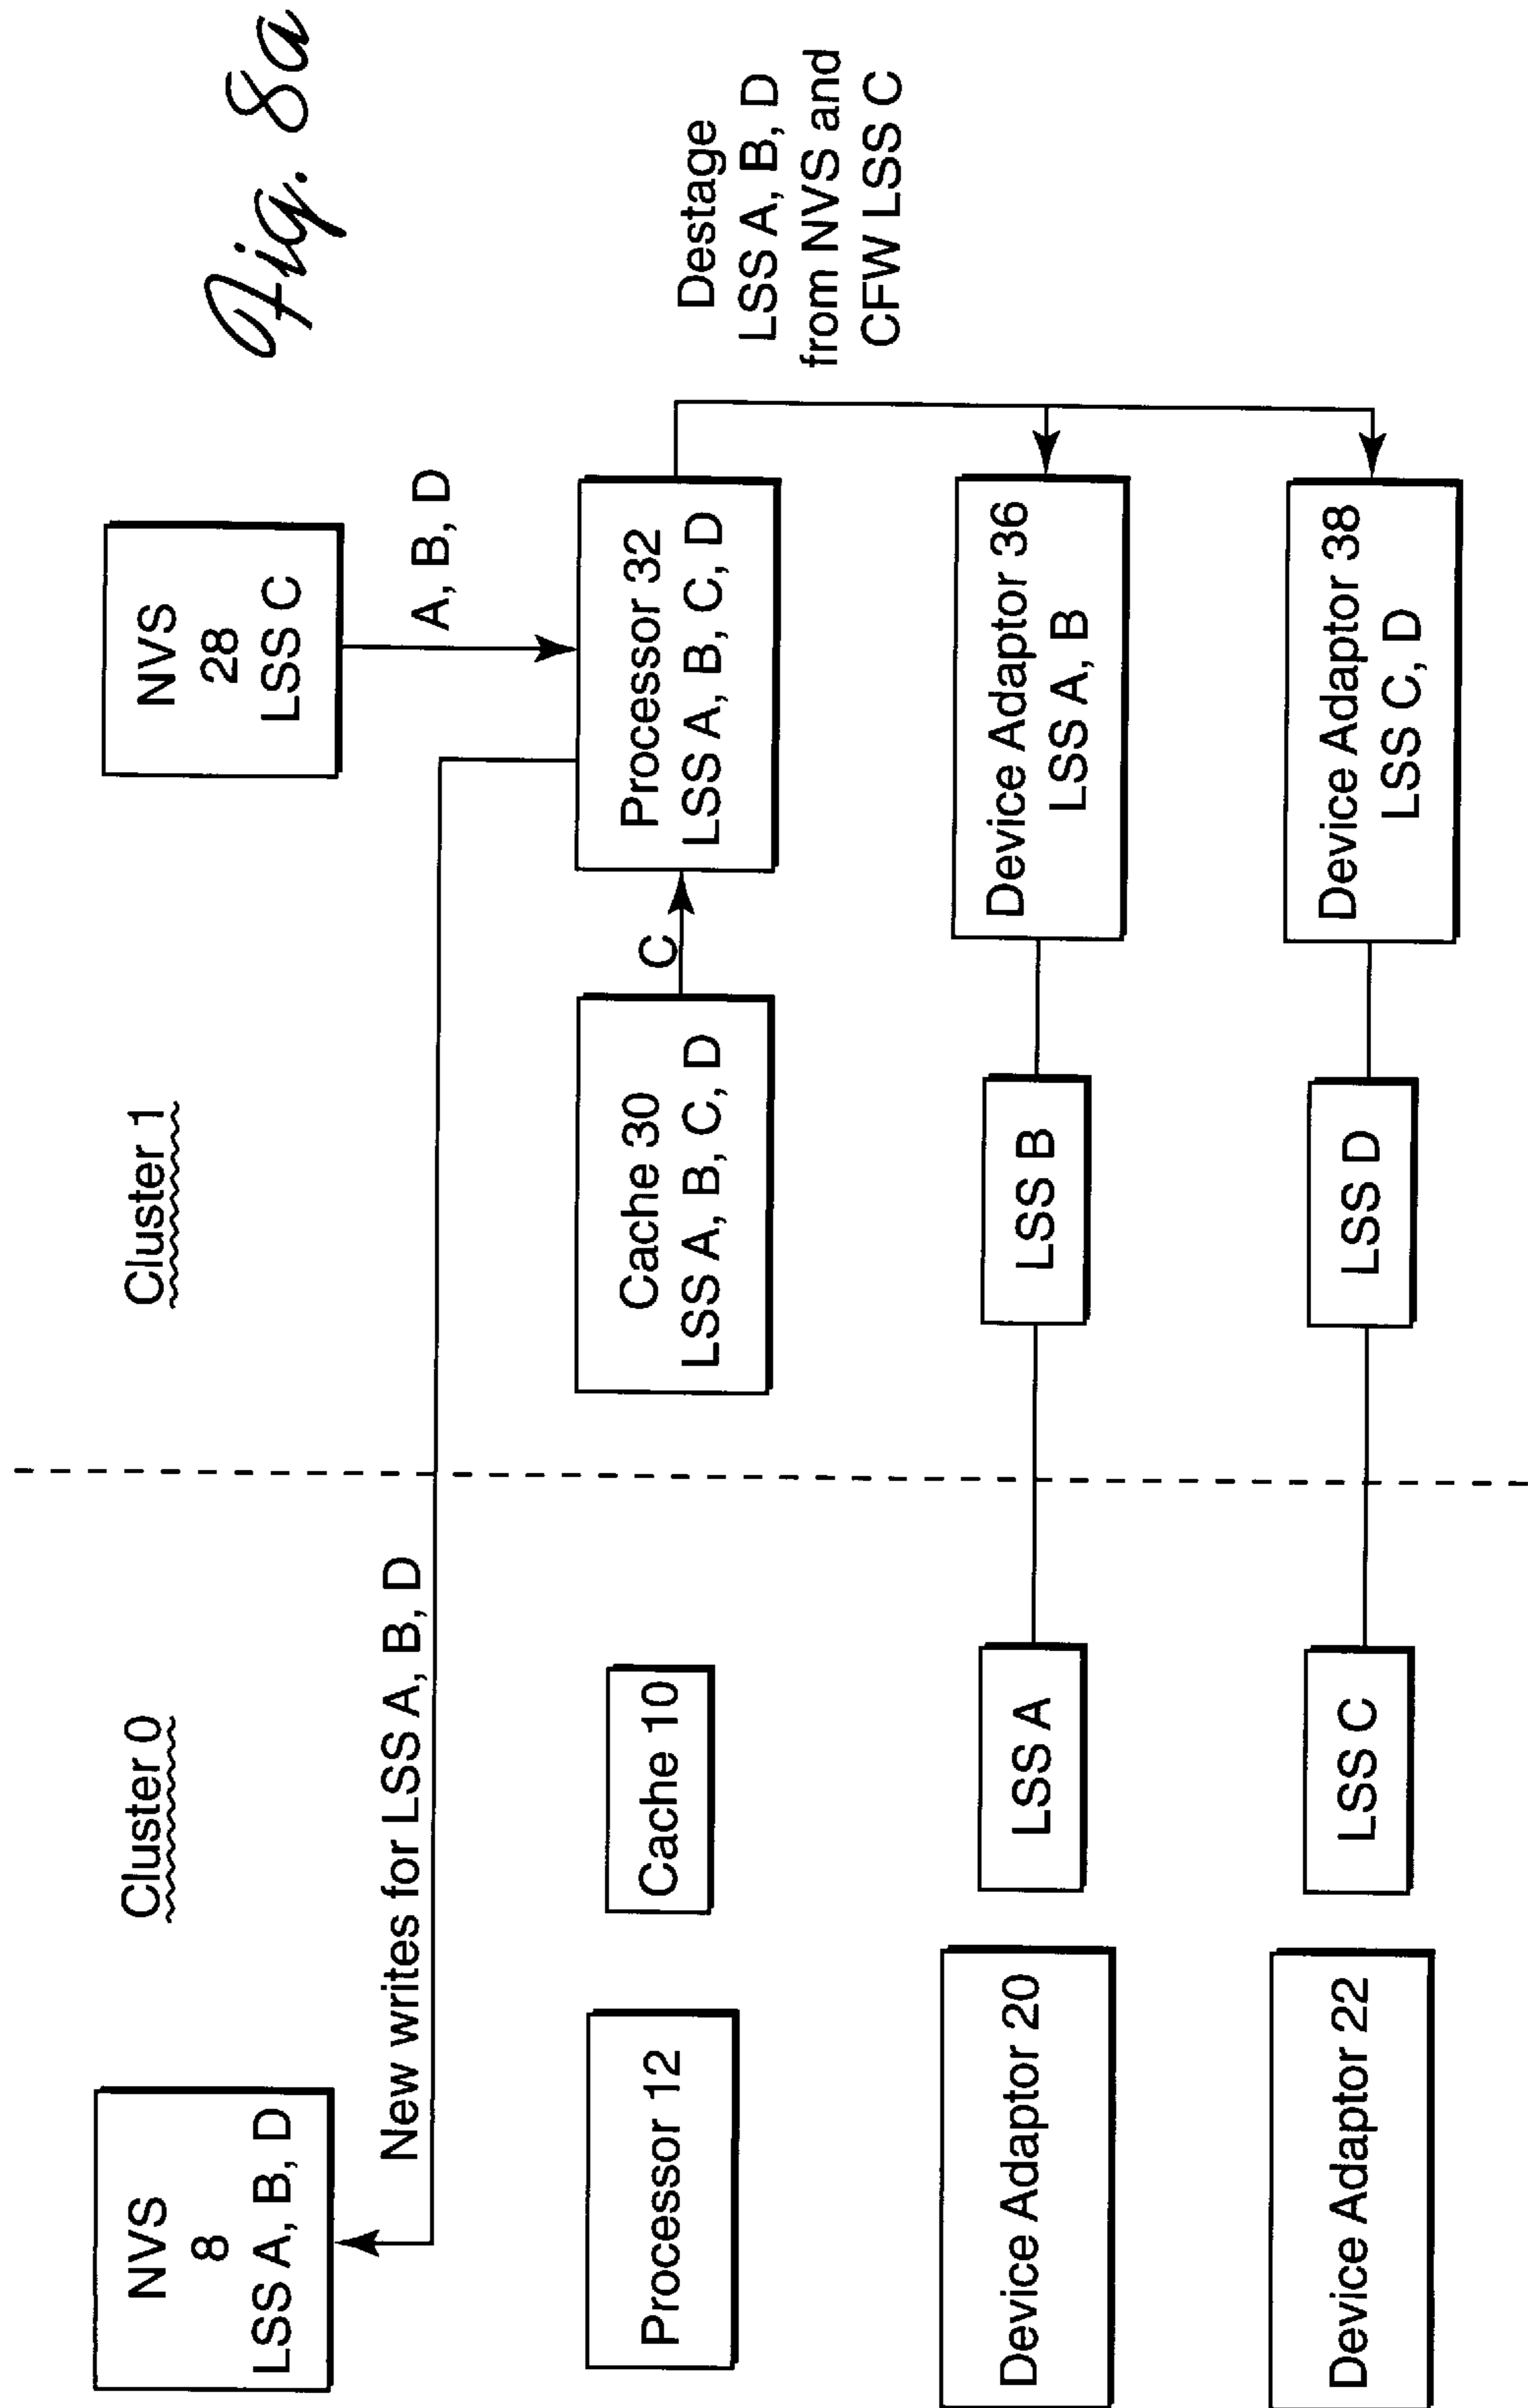 Cluster 0
Cluster 1
Fig. 8a
NVS
8
LSS A, B, D
New writes for LSS A, B, D
NVS
28
LSS C
A, B, D
Processor 12
Cache 10
Cache 30
LSS A, B, C, D
C
Processor 32
LSS A, B, C, D
Destage
LSS A, B, D
from NVS and
CFW LSS C
Device Adaptor 20
LSS A
LSS B
Device Adaptor 36
LSS A, B
Device Adaptor 22
LSS C
LSS D
Device Adaptor 38
LSS C, D